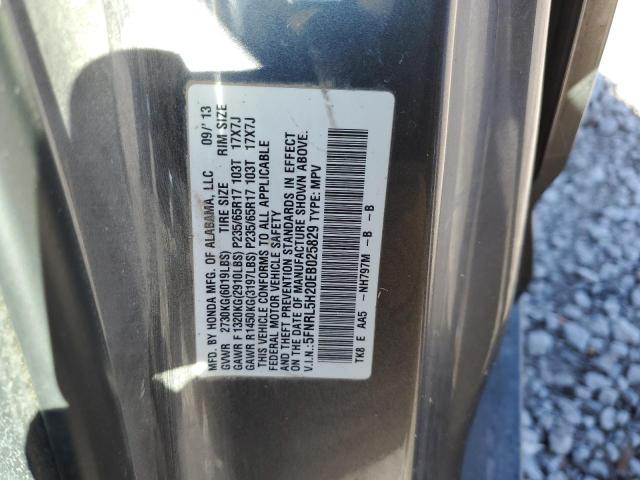 MFD. BY HONDA MFG. OF ALABAMA, LLC 09/ 13
TIRE SIZE RIM SIZE
GVWR 2730KG(6019LBS)
GAWR F 1320KG(2910LBS) P235/65R17 103T 17X7J
GAWR R1450KG(3197LBS) P235/65R17 103T 17X7J
THIS VEHICLE CONFORMS TO ALL APPLICABLE
FEDERAL MOTOR VEHICLE SAFETY
AND THEFT PREVENTION STANDARDS IN EFFECT
ON THE DATE OF MANUFACTURE SHOWN ABOVE.
V.I.N.:5FNRL5H20EB025829 TYPE: MPV
TK8 E AA5 -NH797M -B -B